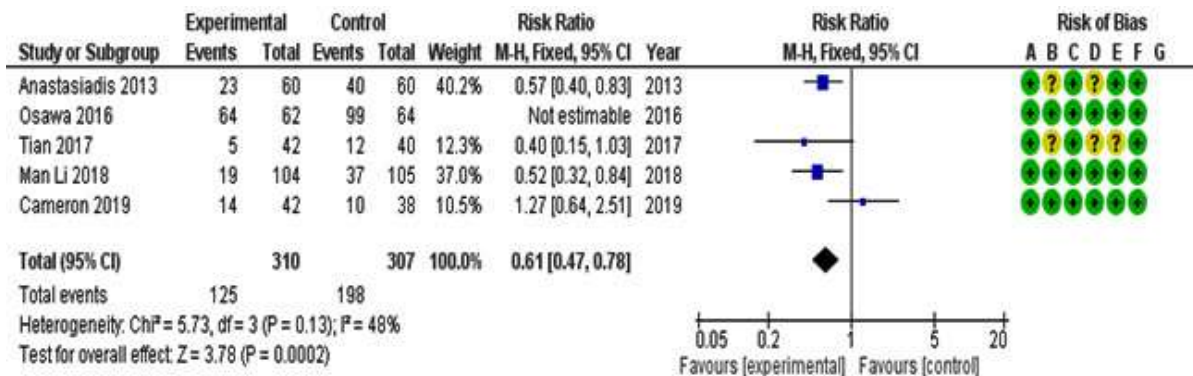 Experimental Control Risk Ratio Risk Ratio Risk of Bias
Study or Subgroup Events Total Events Total Weight M-H, Fixed, 95% CI Year M-H, Fixed, 95% CI A B C D E F G
Anastasiadis 2013 23 60 40 60 40.2% 0.57 [0.40, 0.83] 2013 + ? + ? + +
Osawa 2016 64 62 99 64 Not estimable 2016 + + + + + +
Tian 2017 5 42 12 40 12.3% 0.40 [0.15, 1.03] 2017 + ? + ? ? +
Man Li 2018 19 104 37 105 37.0% 0.52 [0.32, 0.84] 2018 + + + + + +
Cameron 2019 14 42 10 38 10.5% 1.27 [0.64, 2.51] 2019 + + + + + +
Total (95% CI) 310 307 100.0% 0.61 [0.47, 0.78]
Total events 125 198
Heterogeneity: Chi² = 5.73, df = 3 (P = 0.13); I² = 48%
Test for overall effect: Z = 3.78 (P = 0.0002)
0.05 0.2 1 5 20
Favours [experimental] Favours [control]